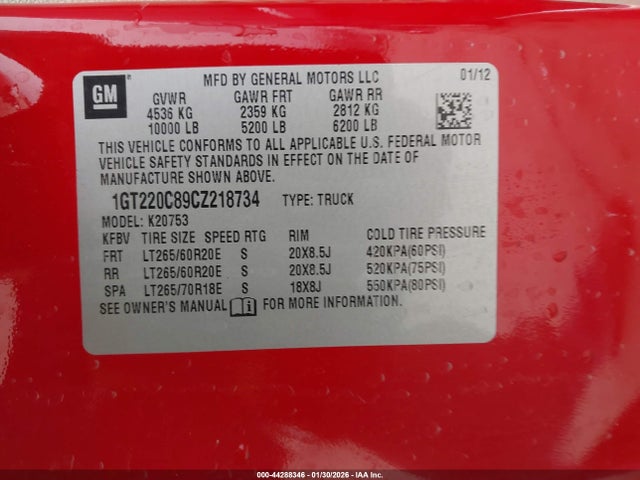 GM
MFD BY GENERAL MOTORS LLC 01/12
GVWR GAWR FRT GAWR RR
4536 KG 2359 KG 2812 KG
10000 LB 5200 LB 6200 LB
THIS VEHICLE CONFORMS TO ALL APPLICABLE U.S. FEDERAL MOTOR
VEHICLE SAFETY STANDARDS IN EFFECT ON THE DATE OF
MANUFACTURE SHOWN ABOVE.
1GT220C89CZ218734 TYPE: TRUCK
MODEL: K20753
KFBV TIRE SIZE SPEED RTG RIM COLD TIRE PRESSURE
FRT LT265/60R20E S 20X8.5J 420KPA(60PSI)
RR LT265/60R20E S 20X8.5J 520KPA(75PSI)
SPA LT265/70R18E S 18X8J 550KPA(80PSI)
SEE OWNER'S MANUAL FOR MORE INFORMATION.
000-44288346 - 01/30/2026 - IAA Inc.